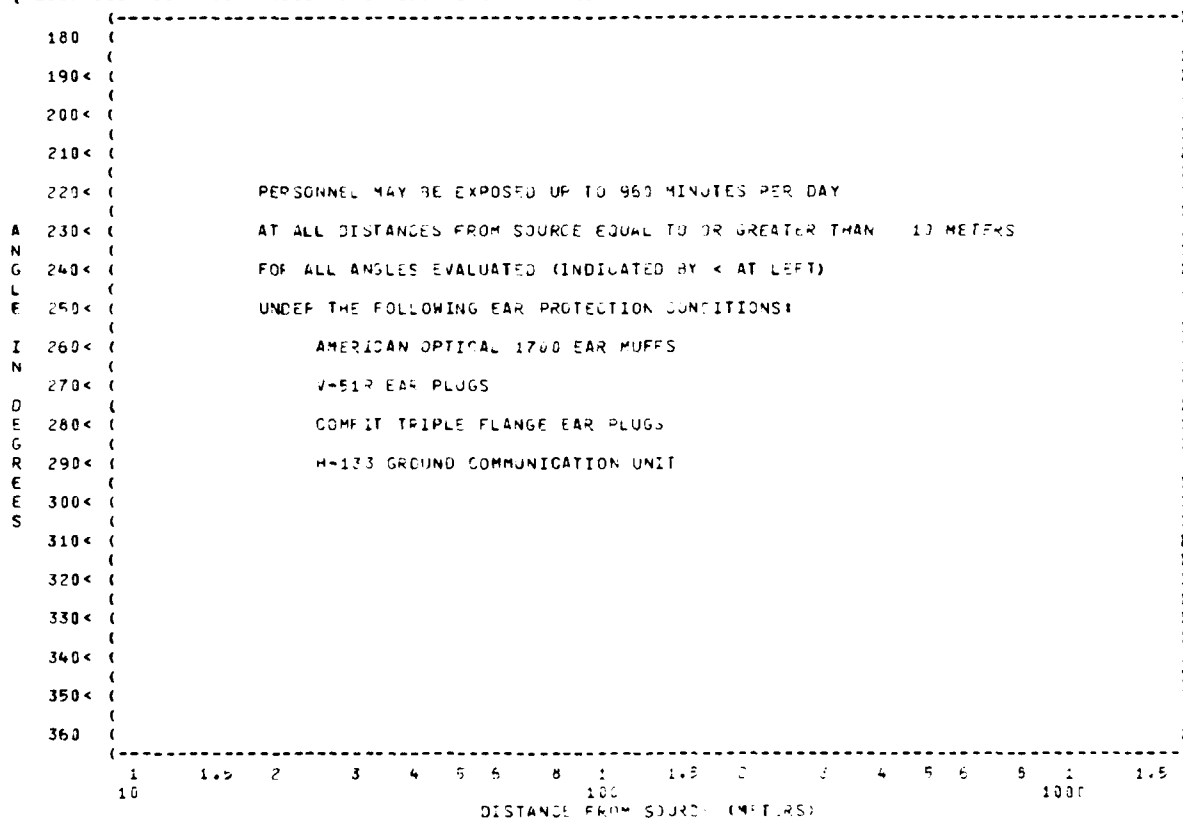 180
190<
200<
210<
220< PERSONNEL MAY BE EXPOSED UP TO 960 MINUTES PER DAY
230< AT ALL DISTANCES FROM SOURCE EQUAL TO OR GREATER THAN 10 METERS
240< FOR ALL ANGLES EVALUATED (INDICATED BY < AT LEFT)
250< UNDER THE FOLLOWING EAR PROTECTION CONDITIONS:
260< AMERICAN OPTICAL 1700 EAR MUFFS
270< V-51R EAR PLUGS
280< COMFIT TRIPLE FLANGE EAR PLUGS
290< H-133 GROUND COMMUNICATION UNIT
300<
310<
320<
330<
340<
350<
360
ANGLE IN DEGREES
1 1.5 2 3 4 5 6 8 1 1.5 2 3 4 5 6 8 1 1.5
10 100 1000
DISTANCE FROM SOURCE (METERS)